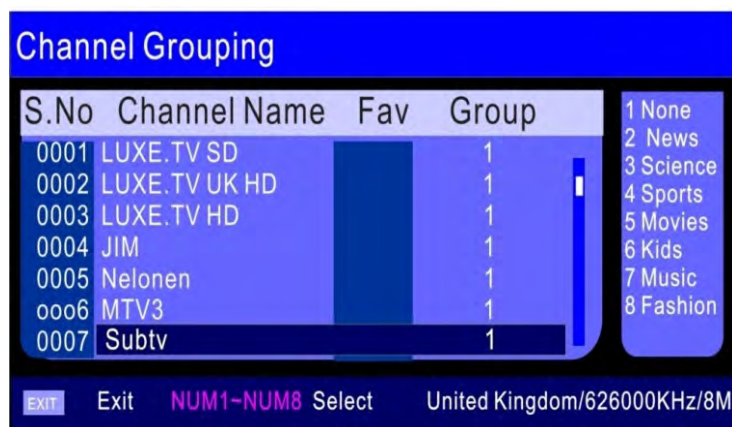 Channel Grouping
S.No Channel Name Fav Group
0001 LUXE.TV SD 1
0002 LUXE.TV UK HD 1
0003 LUXE.TV HD 1
0004 JIM 1
0005 Nelonen 1
ooo6 MTV3 1
0007 Subtv 1
1 None
2 News
3 Science
4 Sports
5 Movies
6 Kids
7 Music
8 Fashion
EXIT Exit NUM1~NUM8 Select United Kingdom/626000KHz/8M